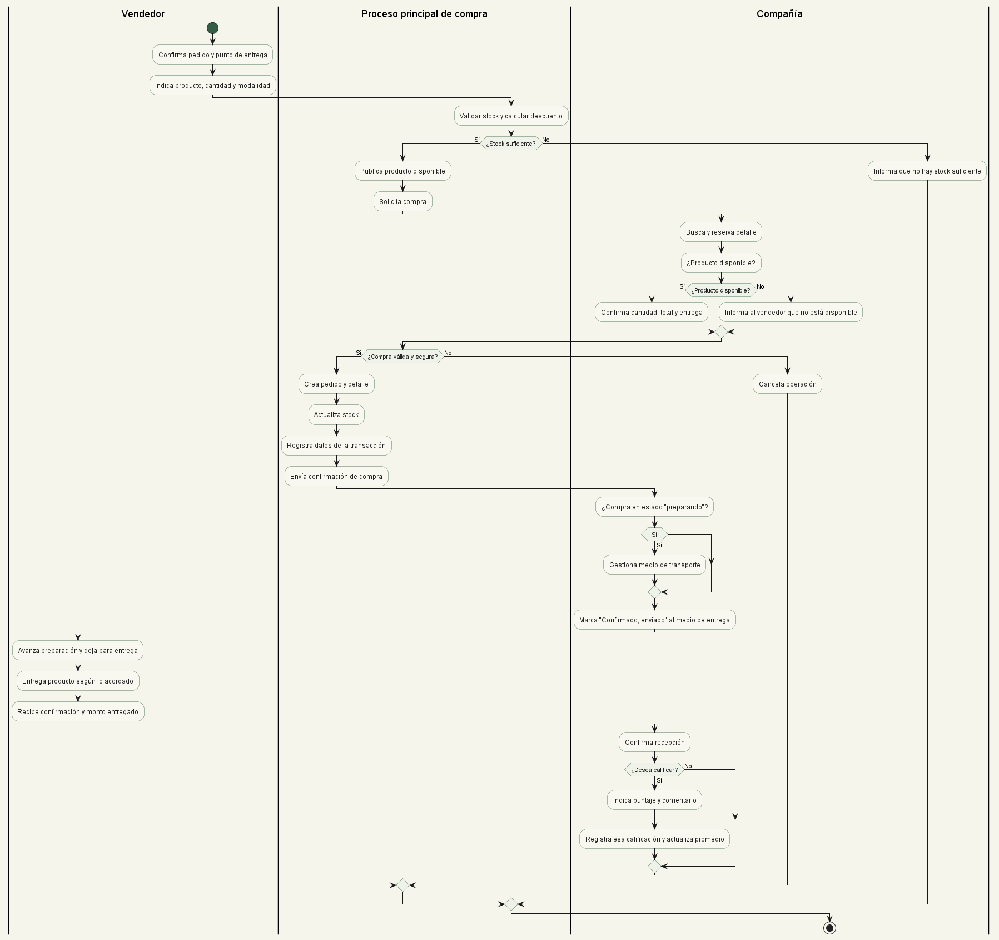 Vendedor
Proceso principal de compra
Compañía
Confirma pedido y punto de entrega
Indica producto, cantidad y modalidad
Validar stock y calcular descuento
Sí
¿Stock suficiente?
No
Publica producto disponible
Informa que no hay stock suficiente
Solicita compra
Busca y reserva detalle
¿Producto disponible?
Sí
¿Producto disponible?
No
Confirma cantidad, total y entrega
Informa al vendedor que no está disponible
Sí
¿Compra válida y segura?
No
Crea pedido y detalle
Cancela operación
Actualiza stock
Registra datos de la transacción
Envía confirmación de compra
¿Compra en estado "preparando"?
Sí
Sí
Gestiona medio de transporte
Marca "Confirmado, enviado" al medio de entrega
Avanza preparación y deja para entrega
Entrega producto según lo acordado
Recibe confirmación y monto entregado
Confirma recepción
¿Desea calificar?
No
Sí
Indica puntaje y comentario
Registra esa calificación y actualiza promedio